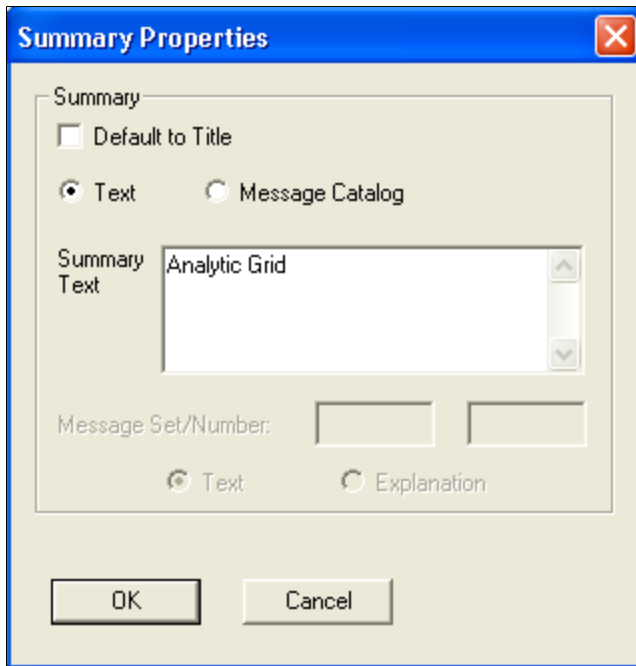 Summary Properties
Summary
Default to Title
Text Message Catalog
Summary Text
Analytic Grid
Message Set/Number:
Text Explanation
OK Cancel